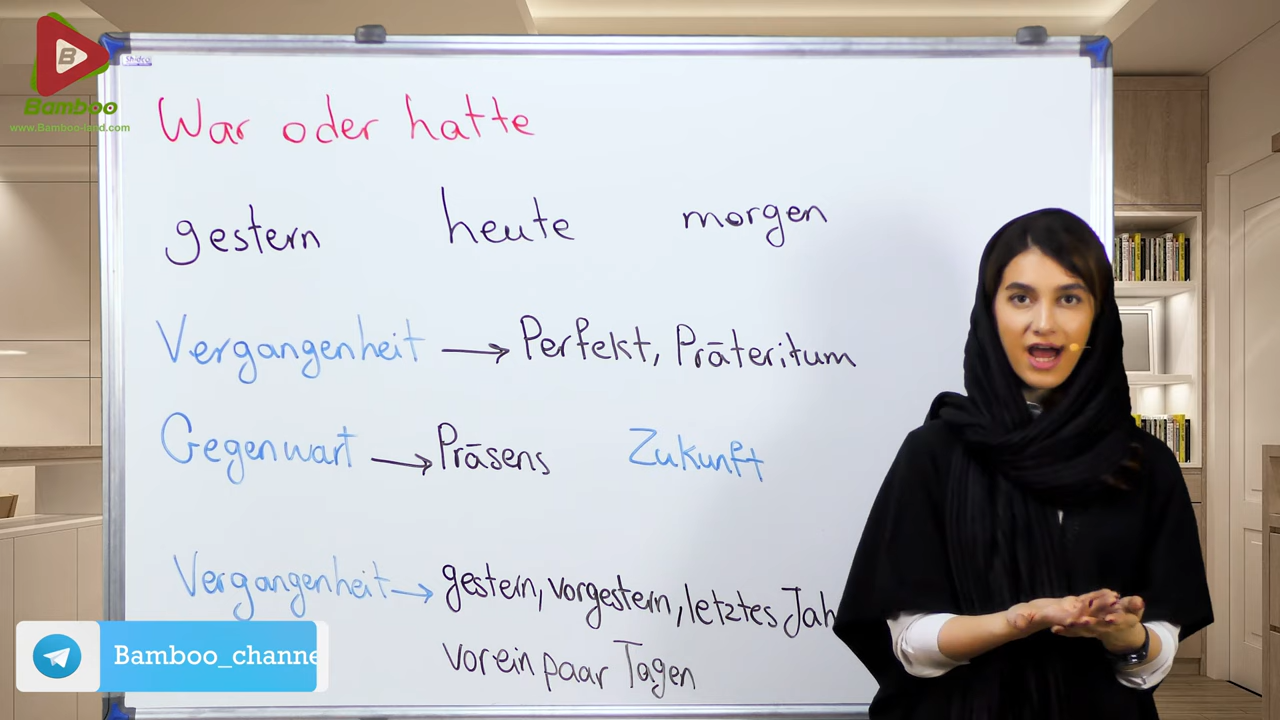 B
Bamboo
www.Bamboo-land.com
War oder hatte
gestern heute morgen
Vergangenheit → Perfekt, Präteritum
Gegenwart → Präsens Zukunft
Vergangenheit → gestern, vorgestern, letztes Jah
vor ein paar Tagen
Bamboo_channe